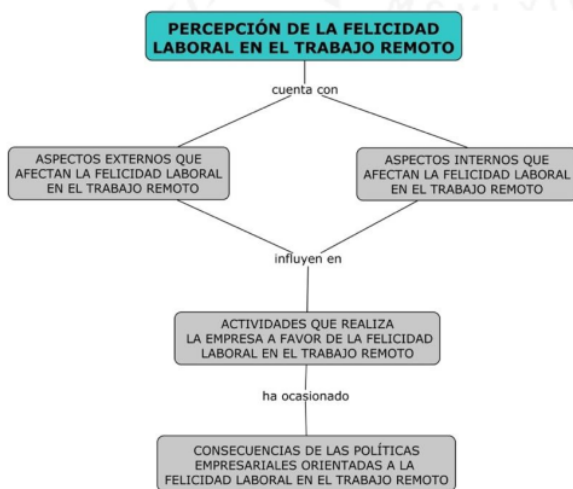 PERCEPCIÓN DE LA FELICIDAD
LABORAL EN EL TRABAJO REMOTO
cuenta con
ASPECTOS EXTERNOS QUE
AFECTAN LA FELICIDAD LABORAL
EN EL TRABAJO REMOTO
ASPECTOS INTERNOS QUE
AFECTAN LA FELICIDAD LABORAL
EN EL TRABAJO REMOTO
influyen en
ACTIVIDADES QUE REALIZA
LA EMPRESA A FAVOR DE LA FELICIDAD
LABORAL EN EL TRABAJO REMOTO
ha ocasionado
CONSECUENCIAS DE LAS POLÍTICAS
EMPRESARIALES ORIENTADAS A LA
FELICIDAD LABORAL EN EL TRABAJO REMOTO